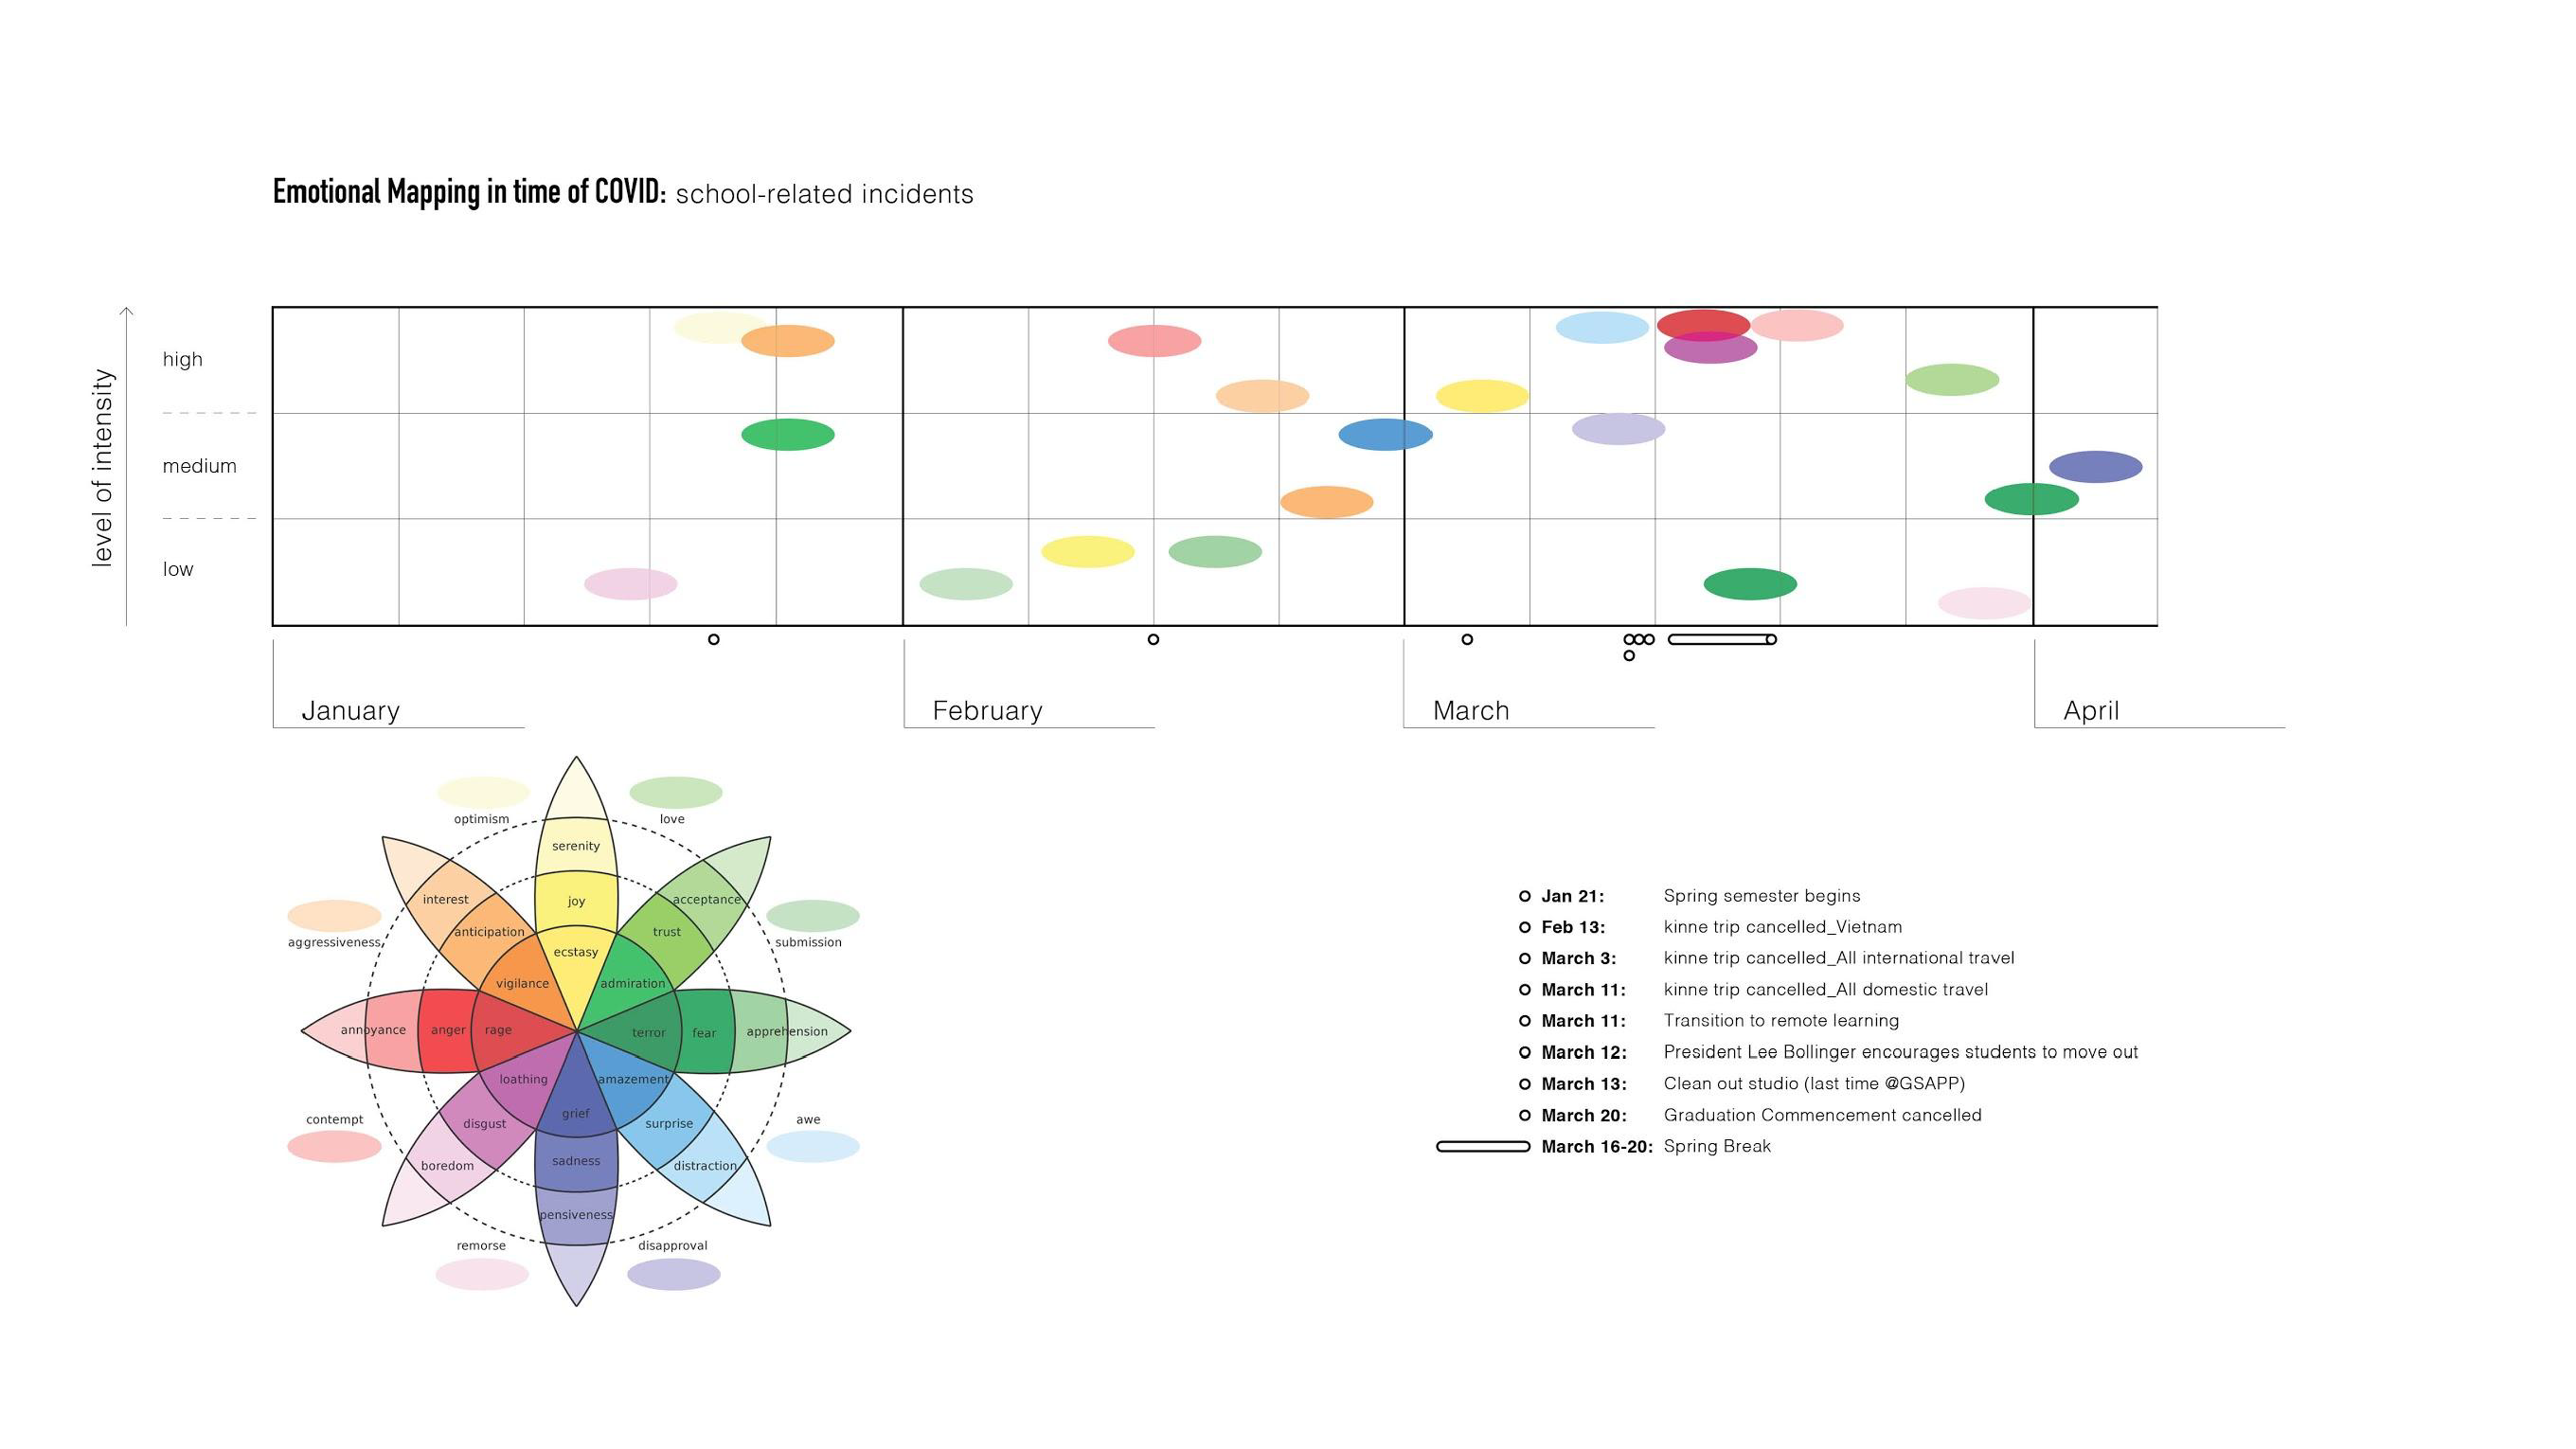 Emotional Mapping in time of COVID: school-related incidents
level of intensity
high
medium
low
January
February
March
April
optimism
love
serenity
interest
acceptance
joy
aggressiveness
anticipation
trust
submission
ecstasy
vigilance
admiration
annoyance
anger
rage
terror
fear
apprehension
loathing
amazement
grief
contempt
disgust
surprise
awe
sadness
boredom
distraction
pensiveness
remorse
disapproval
Jan 21: Spring semester begins
Feb 13: kinne trip cancelled_Vietnam
March 3: kinne trip cancelled_All international travel
March 11: kinne trip cancelled_All domestic travel
March 11: Transition to remote learning
March 12: President Lee Bollinger encourages students to move out
March 13: Clean out studio (last time @GSAPP)
March 20: Graduation Commencement cancelled
March 16-20: Spring Break